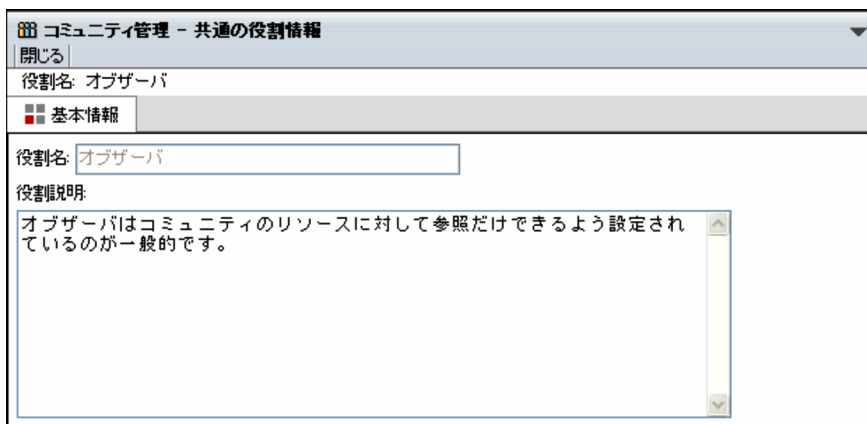 コミュニティ管理 - 共通の役割情報
閉じる
役割名: オブザーバ
基本情報
役割名: オブザーバ
役割説明:
オブザーバはコミュニティのリソースに対して参照だけできるよう設定され
ているのが一般的です。